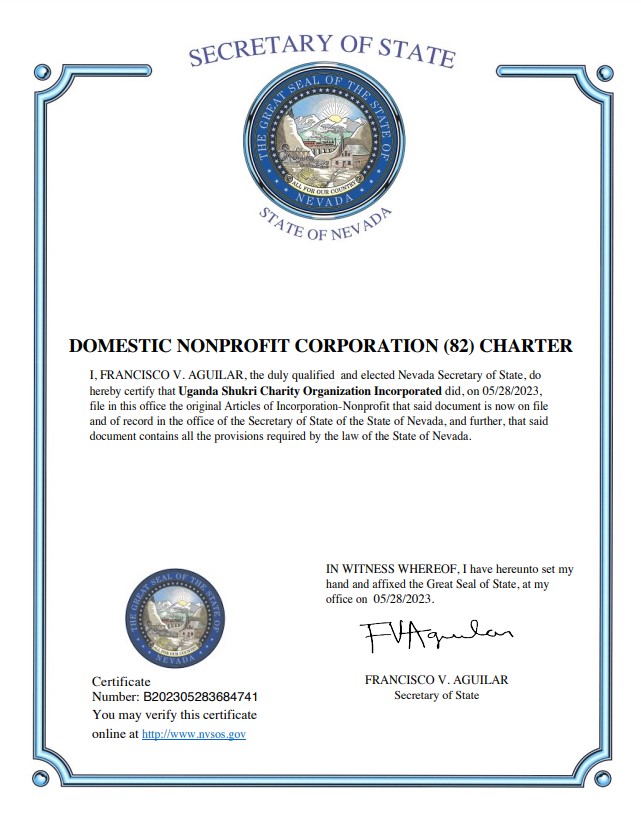 SECRETARY OF STATE
THE GREAT SEAL OF THE STATE OF
ALL FOR OUR COUNTRY
NEVADA
STATE OF NEVADA
DOMESTIC NONPROFIT CORPORATION (82) CHARTER
I, FRANCISCO V. AGUILAR, the duly qualified and elected Nevada Secretary of State, do
hereby certify that Uganda Shukri Charity Organization Incorporated did, on 05/28/2023,
file in this office the original Articles of Incorporation-Nonprofit that said document is now on file
and of record in the office of the Secretary of State of the State of Nevada, and further, that said
document contains all the provisions required by the law of the State of Nevada.
IN WITNESS WHEREOF, I have hereunto set my
hand and affixed the Great Seal of State, at my
office on 05/28/2023.
THE GREAT SEAL OF THE STATE OF
ALL FOR OUR COUNTRY
NEVADA
FVAguilar
FRANCISCO V. AGUILAR
Secretary of State
Certificate
Number: B202305283684741
You may verify this certificate
online at http://www.nvsos.gov